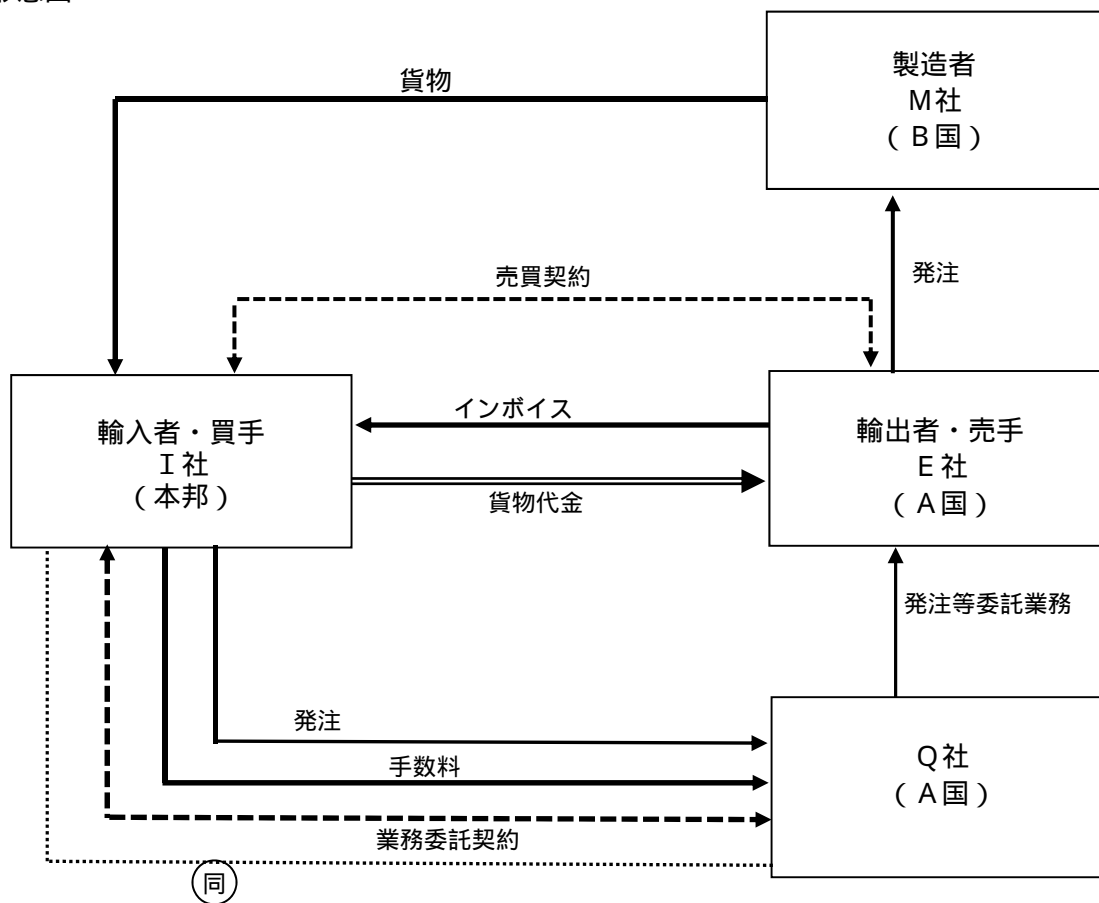 製造者
M社
(B国)
貨物
発注
売買契約
輸入者・買手
I社
(本邦)
インボイス
貨物代金
輸出者・売手
E社
(A国)
発注等委託業務
発注
手数料
業務委託契約
Q社
(A国)
同